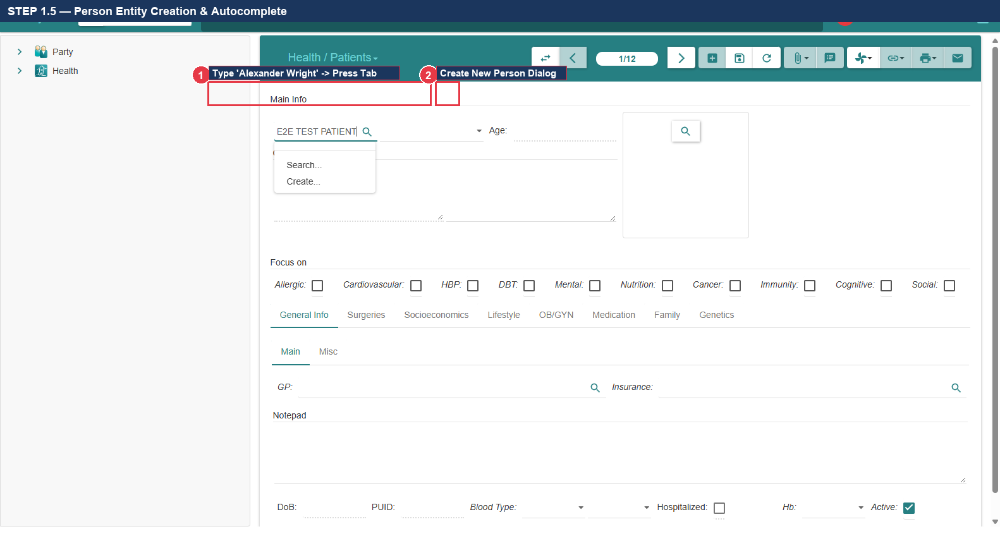 STEP 1.5 — Person Entity Creation & Autocomplete
Party
Health
Health / Patients
1/12
1 Type 'Alexander Wright' -> Press Tab
2 Create New Person Dialog
Main Info
E2E TEST PATIENT
Age:
Search...
Create...
Focus on
Allergic: Cardiovascular: HBP: DBT: Mental: Nutrition: Cancer: Immunity: Cognitive: Social:
General Info Surgeries Socioeconomics Lifestyle OB/GYN Medication Family Genetics
Main Misc
GP: Insurance:
Notepad
DoB: PUID: Blood Type: Hospitalized: Hb: Active: